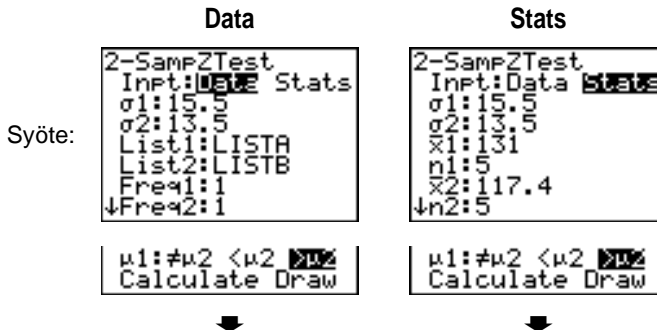 Data
Stats
Syöte:
2-SampZTest
Inpt:Data Stats
σ1:15.5
σ2:13.5
List1:LISTA
List2:LISTB
Freq1:1
↓Freq2:1
μ1:≠μ2 <μ2 >μ2
Calculate Draw
2-SampZTest
Inpt:Data Stats
σ1:15.5
σ2:13.5
x̄1:131
n1:5
x̄2:117.4
↓n2:5
μ1:≠μ2 <μ2 >μ2
Calculate Draw